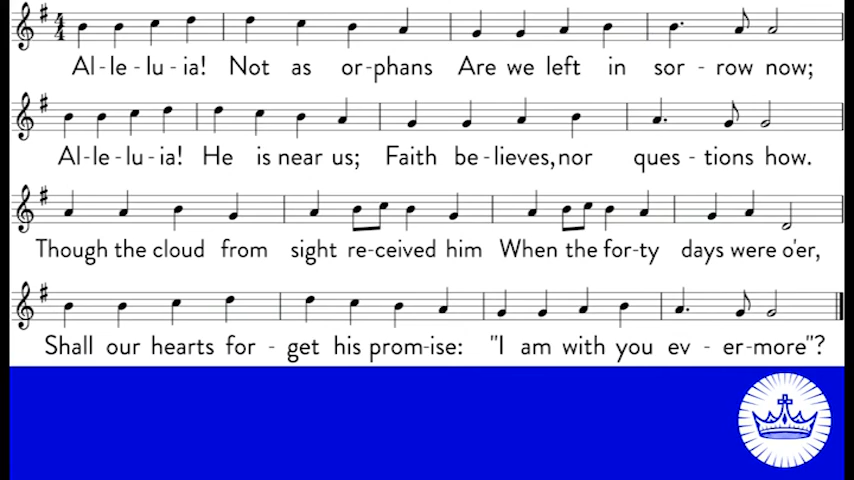 Al-le-lu-ia! Not as or-phans Are we left in sor-row now;
Al-le-lu-ia! He is near us; Faith be-lieves, nor ques-tions how.
Though the cloud from sight re-ceived him When the for-ty days were o'er,
Shall our hearts for-get his prom-ise: "I am with you ev-er-more"?